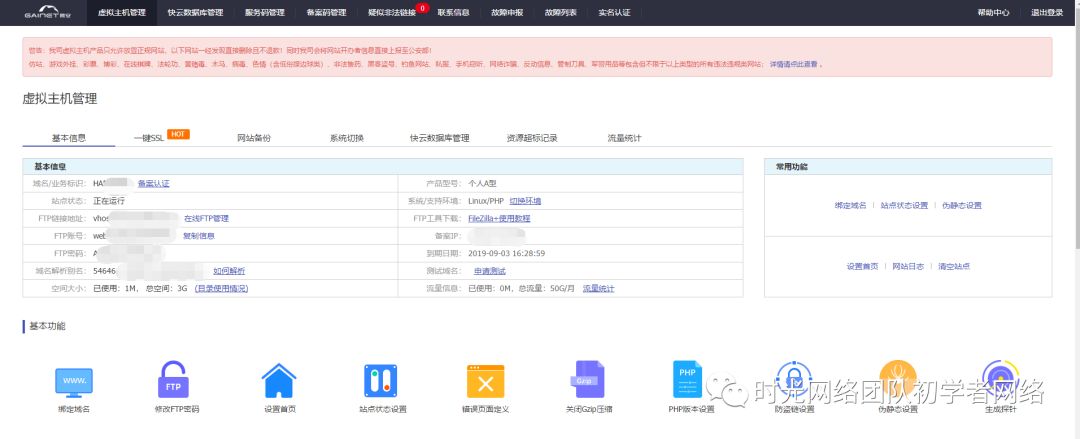 GAINET 景安 虚拟主机管理 快云数据库管理 服务码管理 备案码管理 疑似非法链接 0 联系信息 故障申报 故障列表 实名认证 帮助中心 退出登录
警告：我司虚拟主机产品只允许放置正规网站，以下网站一经发现直接删除且不退款！同时我司会将网站开办者信息直接上报至公安部！
仿站、游戏外挂、彩票、博彩、在线棋牌、法轮功、警赌毒、木马、病毒、色情（含低俗擦边球类）、非法兽药、黑客盗号、钓鱼网站、私服、手机窃听、网络诈骗、反动信息、管制刀具、军警用品等包含但不限于以上类型的所有违法违规类网站； 详情请点此查看 。
虚拟主机管理
基本信息 一键SSL HOT 网站备份 系统切换 快云数据库管理 资源超标记录 流量统计
基本信息 常用功能
域名/业务标识： HA 备案认证 产品型号： 个人A型
站点状态： 正在运行 系统/支持环境： Linux/PHP 切换环境
绑定域名 | 站点状态设置 | 伪静态设置
FTP链接地址： vhos 在线FTP管理 FTP工具下载： FileZilla+使用教程
FTP账号： web 复制信息 备案IP：
FTP密码： A 到期日期： 2019-09-03 16:28:59
域名解析别名： 54646 如何解析 测试域名： 申请测试
设置首页 | 网站日志 | 清空站点
空间大小： 已使用：1M， 总空间：3G (目录使用情况) 流量信息： 已使用：0M，总流量：50G/月 流量统计
基本功能
www. FTP Gzip PHP
绑定域名 修改FTP密码 设置首页 站点状态设置 错误页面定义 关闭Gzip压缩 PHP版本设置 防盗链设置 伪静态设置 生成探针
时光网络团队初学者网络